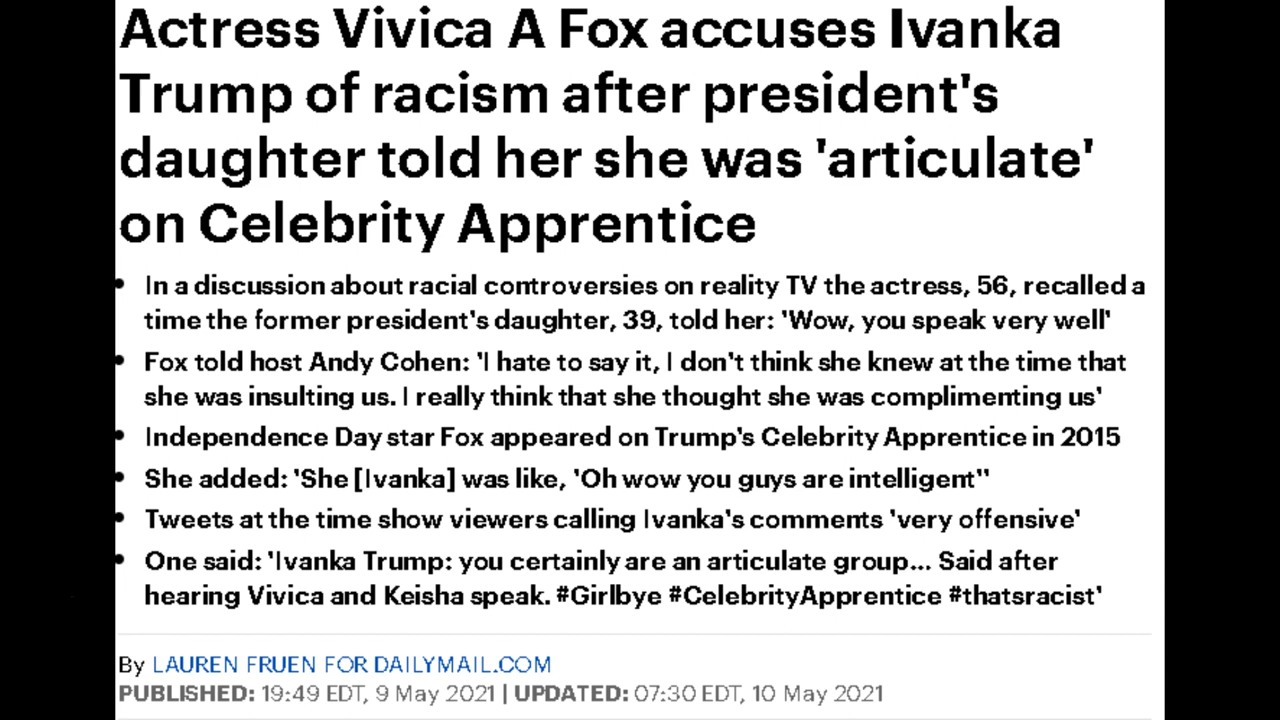 Actress Vivica A Fox accuses Ivanka
Trump of racism after president's
daughter told her she was 'articulate'
on Celebrity Apprentice
• In a discussion about racial controversies on reality TV the actress, 56, recalled a
time the former president's daughter, 39, told her: 'Wow, you speak very well'
• Fox told host Andy Cohen: 'I hate to say it, I don't think she knew at the time that
she was insulting us. I really think that she thought she was complimenting us'
• Independence Day star Fox appeared on Trump's Celebrity Apprentice in 2015
• She added: 'She [Ivanka] was like, 'Oh wow you guys are intelligent''
• Tweets at the time show viewers calling Ivanka's comments 'very offensive'
• One said: 'Ivanka Trump: you certainly are an articulate group... Said after
hearing Vivica and Keisha speak. #Girlbye #CelebrityApprentice #thatsracist'
By LAUREN FRUEN FOR DAILYMAIL.COM
PUBLISHED: 19:49 EDT, 9 May 2021 | UPDATED: 07:30 EDT, 10 May 2021